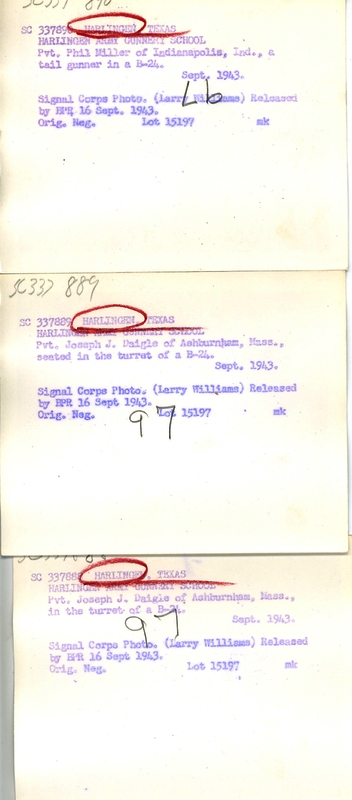 SC 337890 HARLINGEN, TEXAS
HARLINGEN ARMY GUNNERY SCHOOL
Pvt. Phil Miller of Indianapolis, Ind., a
tail gunner in a B-24.
Sept. 1943.
Signal Corps Photo. (Larry Williams) Released
by BPR 16 Sept. 1943.
Orig. Neg. Lot 15197 mk
SC337 889
SC 337889 HARLINGEN, TEXAS
HARLINGEN ARMY GUNNERY SCHOOL
Pvt. Joseph J. Daigle of Ashburnham, Mass.,
seated in the turret of a B-24.
Sept. 1943.
Signal Corps Photo. (Larry Williams) Released
by BPR 16 Sept 1943.
Orig. Neg. Lot 15197 mk
97
SC HARLINGEN, TEXAS
HARLINGEN ARMY GUNNERY SCHOOL
Pvt. Joseph J. Daigle of Ashburnham, Mass.,
in the turret of a B-24.
Sept. 1943.
97
Signal Corps Photo. (Larry Williams) Released
by BPR 16 Sept 1943.
Orig. Neg. Lot 15197 mk